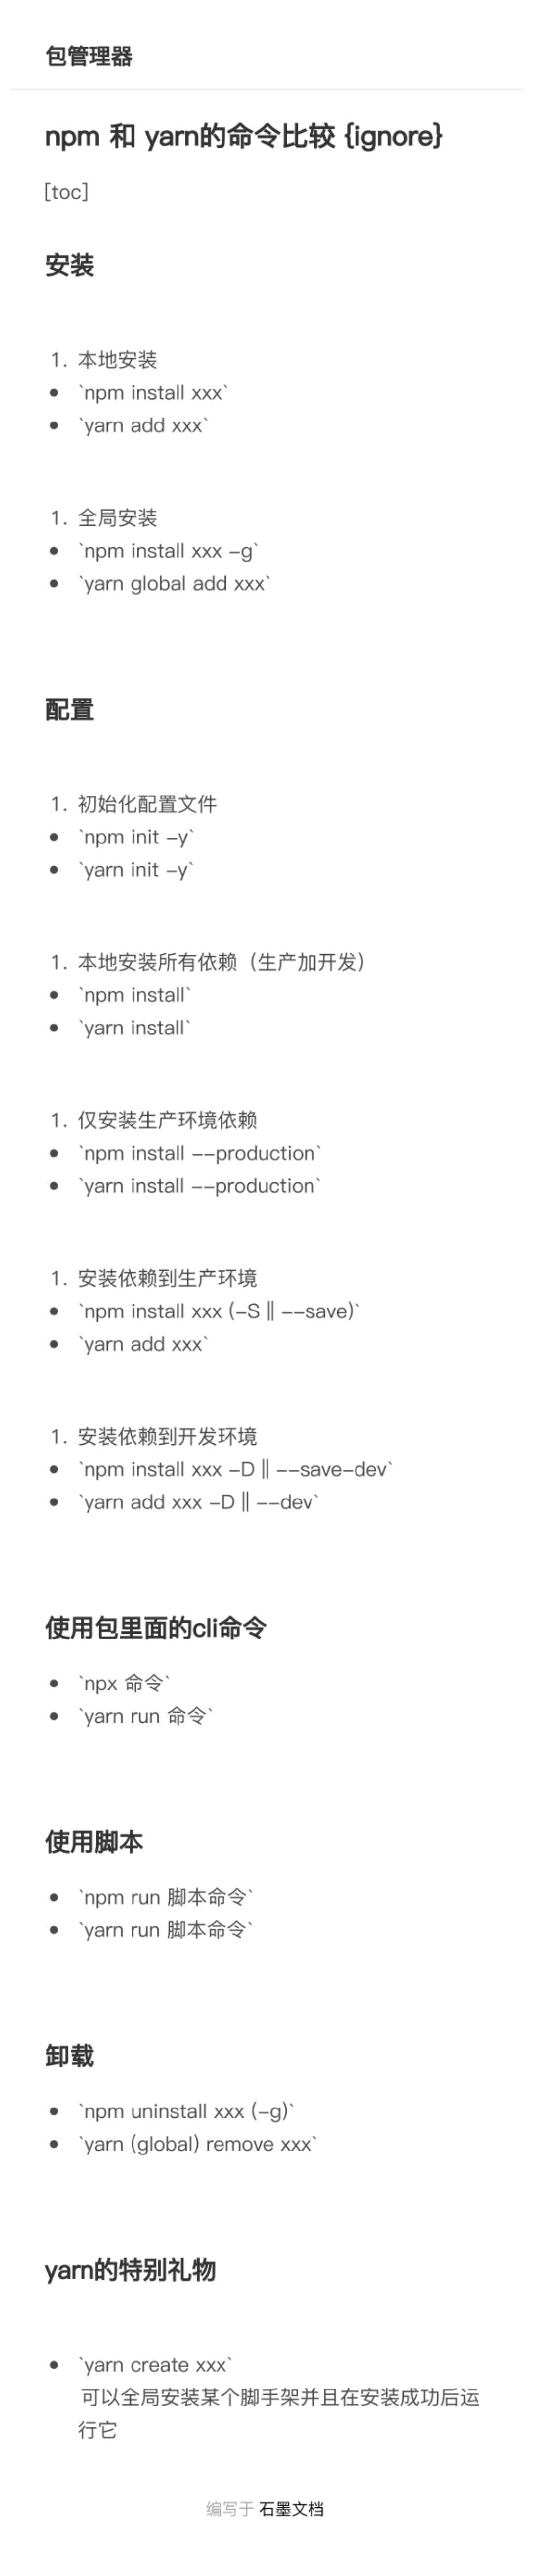 包管理器
npm 和 yarn的命令比较 {ignore}
[toc]
安装
1. 本地安装
• `npm install xxx`
• `yarn add xxx`
1. 全局安装
• `npm install xxx -g`
• `yarn global add xxx`
配置
1. 初始化配置文件
• `npm init -y`
• `yarn init -y`
1. 本地安装所有依赖（生产加开发）
• `npm install`
• `yarn install`
1. 仅安装生产环境依赖
• `npm install --production`
• `yarn install --production`
1. 安装依赖到生产环境
• `npm install xxx (-S || --save)`
• `yarn add xxx`
1. 安装依赖到开发环境
• `npm install xxx -D || --save-dev`
• `yarn add xxx -D || --dev`
使用包里面的cli命令
• `npx 命令`
• `yarn run 命令`
使用脚本
• `npm run 脚本命令`
• `yarn run 脚本命令`
卸载
• `npm uninstall xxx (-g)`
• `yarn (global) remove xxx`
yarn的特别礼物
• `yarn create xxx`
可以全局安装某个脚手架并且在安装成功后运
行它
编写于 石墨文档